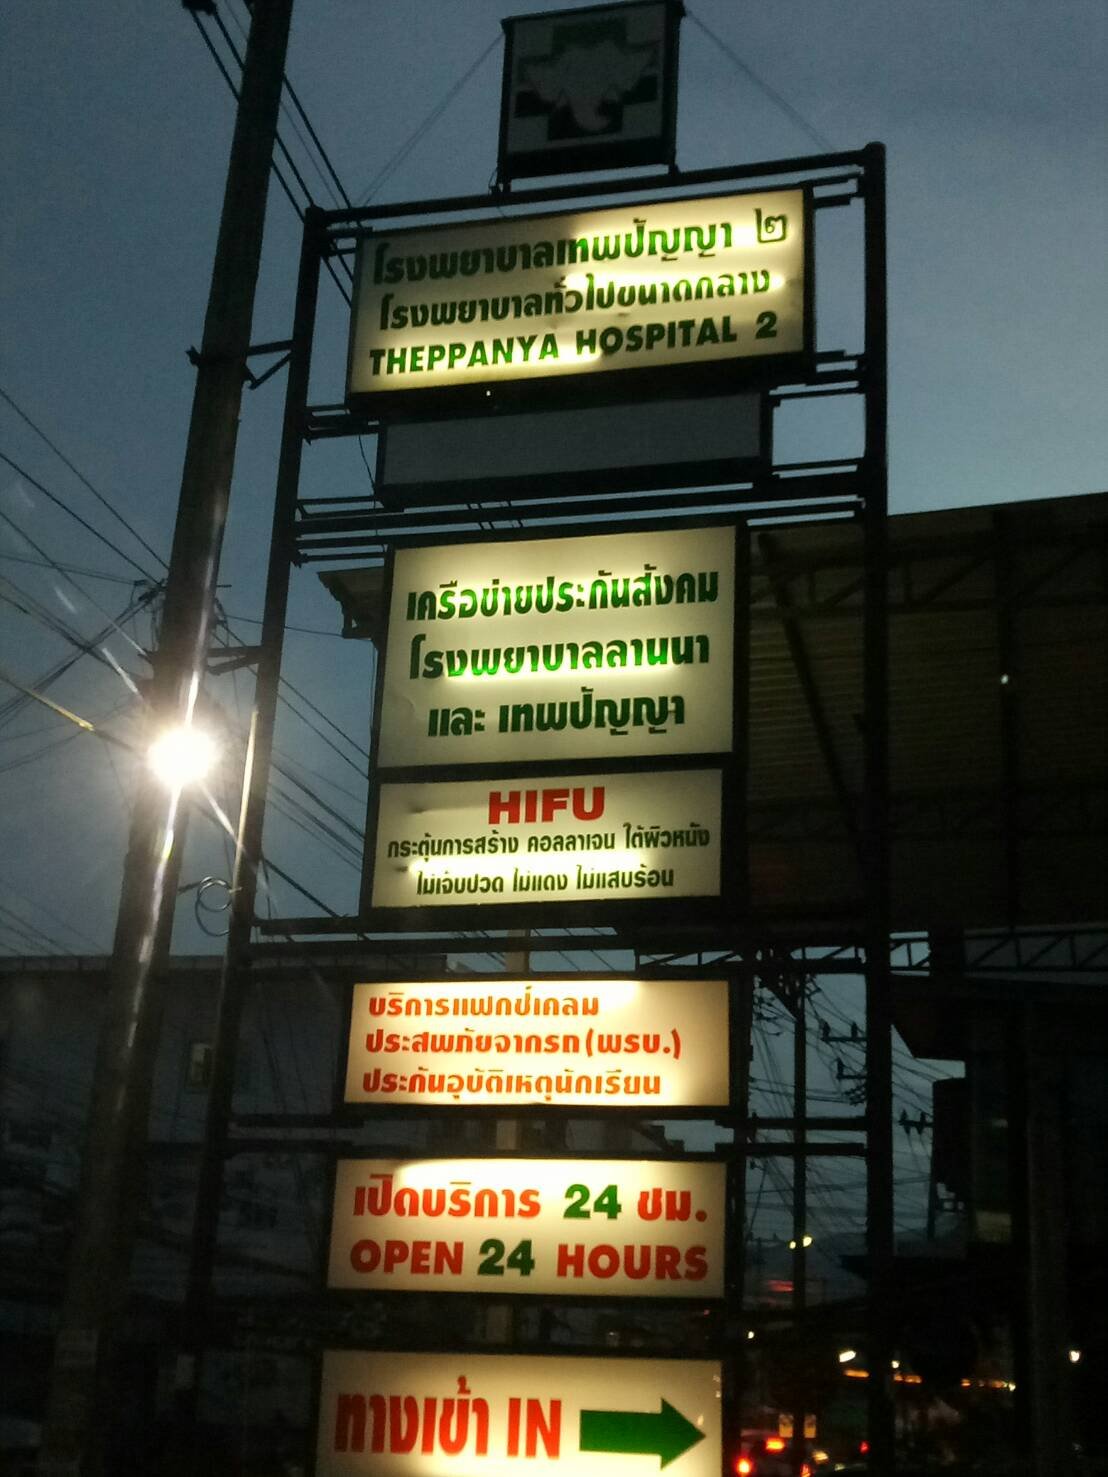 โรงพยาบาลเทพปัญญา ๒
โรงพยาบาลทั่วไปขนาดกลาง
THEPPANYA HOSPITAL 2
เครือข่ายประกันสังคม
โรงพยาบาลลานนา
และ เทพปัญญา
HIFU
กระตุ้นการสร้าง คอลลาเจน ใต้ผิวหนัง
ไม่เจ็บปวด ไม่แดง ไม่แสบร้อน
บริการแฟกซ์เคลม
ประสพภัยจากรถ(พรบ.)
ประกันอุบัติเหตุนักเรียน
เปิดบริการ 24 ชม.
OPEN 24 HOURS
ทางเข้า IN